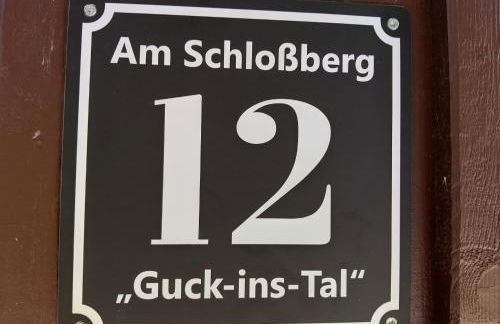 Am Schloßberg
12
„Guck-ins-Tal“